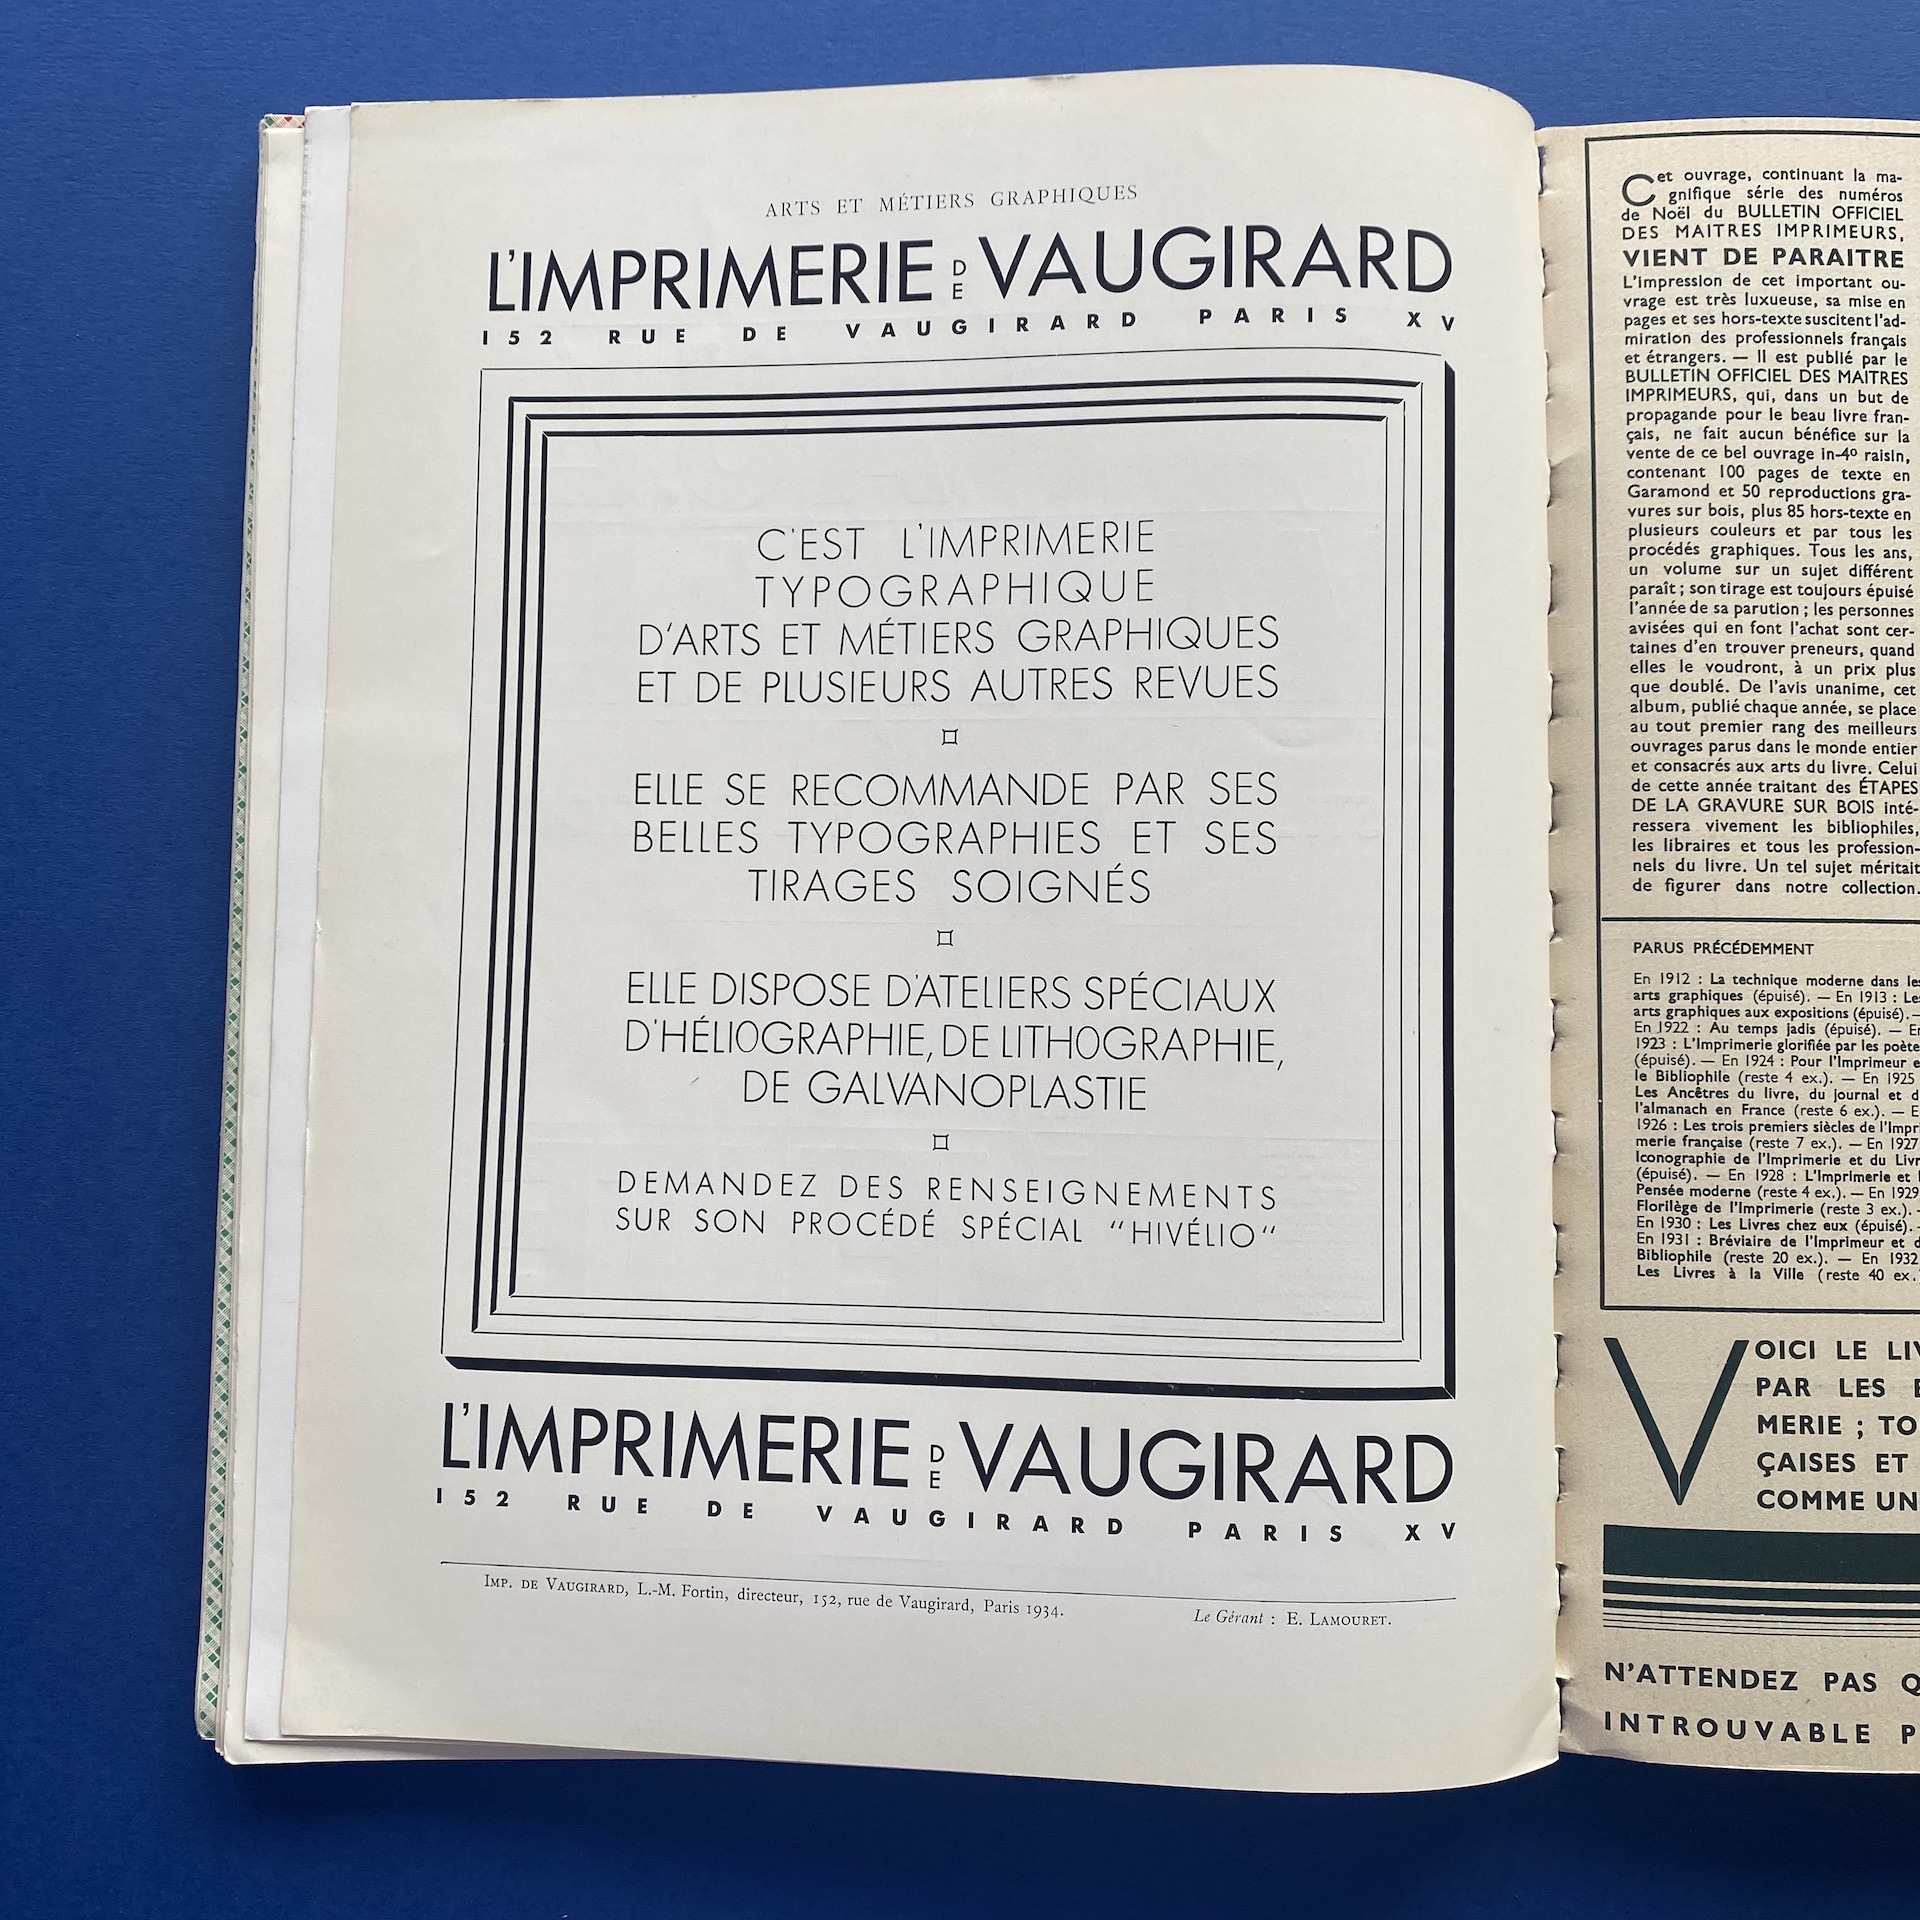 ARTS ET MÉTIERS GRAPHIQUES
L'IMPRIMERIE DE VAUGIRARD
152 RUE DE VAUGIRARD PARIS XV
C'EST L'IMPRIMERIE
TYPOGRAPHIQUE
D'ARTS ET MÉTIERS GRAPHIQUES
ET DE PLUSIEURS AUTRES REVUES
ELLE SE RECOMMANDE PAR SES
BELLES TYPOGRAPHIES ET SES
TIRAGES SOIGNÉS
ELLE DISPOSE D'ATELIERS SPÉCIAUX
D'HÉLIOGRAPHIE, DE LITHOGRAPHIE,
DE GALVANOPLASTIE
DEMANDEZ DES RENSEIGNEMENTS
SUR SON PROCÉDÉ SPÉCIAL "HIVÉLIO"
L'IMPRIMERIE DE VAUGIRARD
152 RUE DE VAUGIRARD PARIS XV
IMP. DE VAUGIRARD, L.-M. Fortin, directeur, 152, rue de Vaugirard, Paris 1934.
Le Gérant : E. LAMOURET.
Cet ouvrage, continuant la ma-
gnifique série des numéros
de Noël du BULLETIN OFFICIEL
DES MAITRES IMPRIMEURS,
VIENT DE PARAITRE
L'impression de cet important ou-
vrage est très luxueuse, sa mise en
pages et ses hors-texte suscitent l'ad-
miration des professionnels français
et étrangers. — Il est publié par le
BULLETIN OFFICIEL DES MAITRES
IMPRIMEURS, qui, dans un but de
propagande pour le beau livre fran-
çais, ne fait aucun bénéfice sur la
vente de ce bel ouvrage in-4º raisin,
contenant 100 pages de texte en
Garamond et 50 reproductions gra-
vures sur bois, plus 85 hors-texte en
plusieurs couleurs et par tous les
procédés graphiques. Tous les ans,
un volume sur un sujet différent
paraît ; son tirage est toujours épuisé
l'année de sa parution ; les personnes
avisées qui en font l'achat sont cer-
taines d'en trouver preneurs, quand
elles le voudront, à un prix plus
que doublé. De l'avis unanime, cet
album, publié chaque année, se place
au tout premier rang des meilleurs
ouvrages parus dans le monde entier
et consacrés aux arts du livre. Celui
de cette année traitant des ÉTAPES
DE LA GRAVURE SUR BOIS inté-
ressera vivement les bibliophiles,
les libraires et tous les profession-
nels du livre. Un tel sujet méritait
de figurer dans notre collection.
PARUS PRÉCÉDEMMENT
En 1912 : La technique moderne dans les
arts graphiques (épuisé). — En 1913 : Les
arts graphiques aux expositions (épuisé). —
En 1922 : Au temps jadis (épuisé). — En
1923 : L'Imprimerie glorifiée par les poète
(épuisé). — En 1924 : Pour l'Imprimeur e
le Bibliophile (reste 4 ex.). — En 1925
Les Ancêtres du livre, du journal et d
l'almanach en France (reste 6 ex.). — E
1926 : Les trois premiers siècles de l'Impri
merie française (reste 7 ex.). — En 1927
Iconographie de l'Imprimerie et du Livr
(épuisé). — En 1928 : L'Imprimerie et l
Pensée moderne (reste 4 ex.). — En 1929
Florilège de l'Imprimerie (reste 3 ex.). -
En 1930 : Les Livres chez eux (épuisé). -
En 1931 : Bréviaire de l'Imprimeur et d
Bibliophile (reste 20 ex.). — En 1932
Les Livres à la Ville (reste 40 ex.
VOICI LE LIV
PAR LES
MERIE ; TO
ÇAISES ET
COMME UN
N'ATTENDEZ PAS Q
INTROUVABLE P